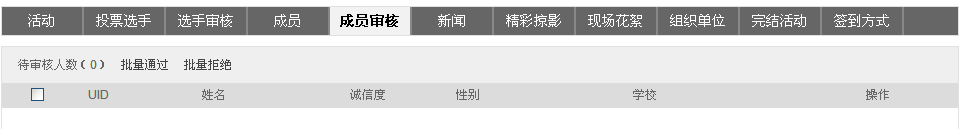 活动 投票选手 选手审核 成员 成员审核 新闻 精彩掠影 现场花絮 组织单位 完结活动 签到方式
待审核人数 ( 0 ) 批量通过 批量拒绝
UID 姓名 诚信度 性别 学校 操作